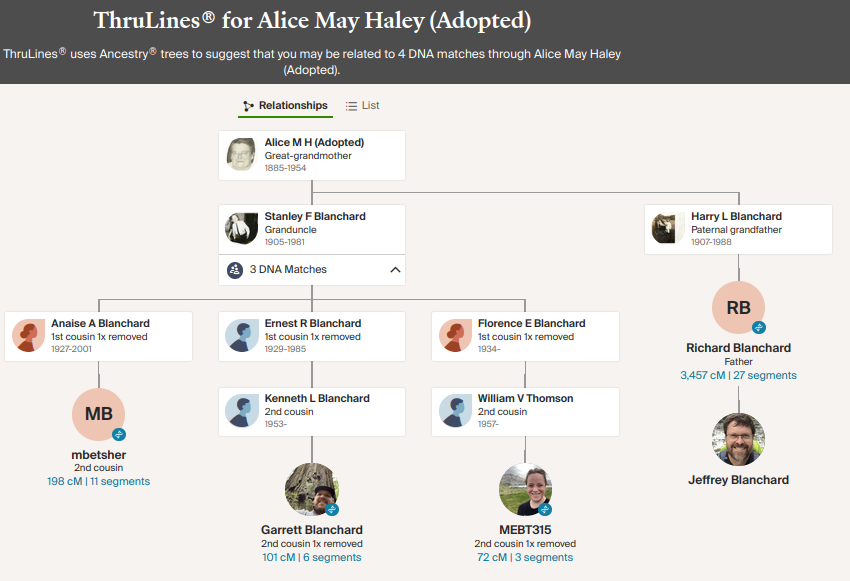 ThruLines® for Alice May Haley (Adopted)
ThruLines® uses Ancestry® trees to suggest that you may be related to 4 DNA matches through Alice May Haley
(Adopted).
Relationships
List
Alice M H (Adopted)
Great-grandmother
1885-1954
Stanley F Blanchard
Granduncle
1905-1981
3 DNA Matches
Harry L Blanchard
Paternal grandfather
1907-1988
Anaise A Blanchard
1st cousin 1x removed
1927-2001
Ernest R Blanchard
1st cousin 1x removed
1929-1985
Florence E Blanchard
1st cousin 1x removed
1934-
RB
Richard Blanchard
Father
3,457 cM | 27 segments
MB
mbetsher
2nd cousin
198 cM | 11 segments
Kenneth L Blanchard
2nd cousin
1953-
William V Thomson
2nd cousin
1957-
Jeffrey Blanchard
Garrett Blanchard
2nd cousin 1x removed
101 cM | 6 segments
MEBT315
2nd cousin 1x removed
72 cM | 3 segments